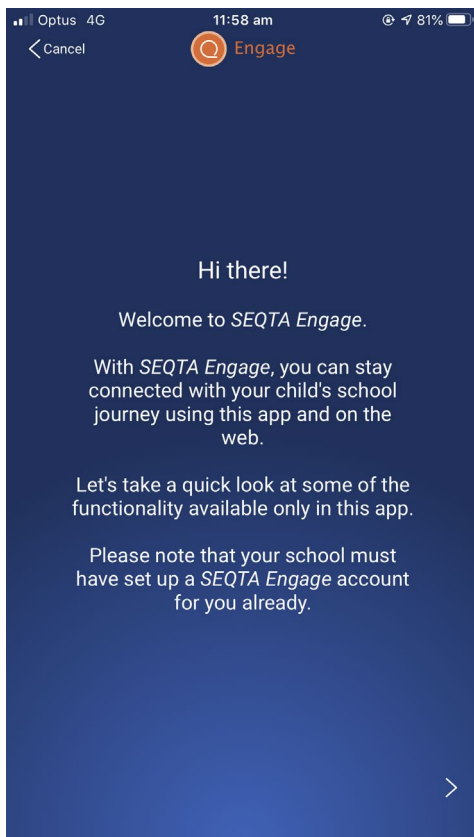 Optus 4G 11:58 am 81%
Cancel Engage
Hi there!
Welcome to SEQTA Engage.
With SEQTA Engage, you can stay
connected with your child's school
journey using this app and on the
web.
Let's take a quick look at some of the
functionality available only in this app.
Please note that your school must
have set up a SEQTA Engage account
for you already.